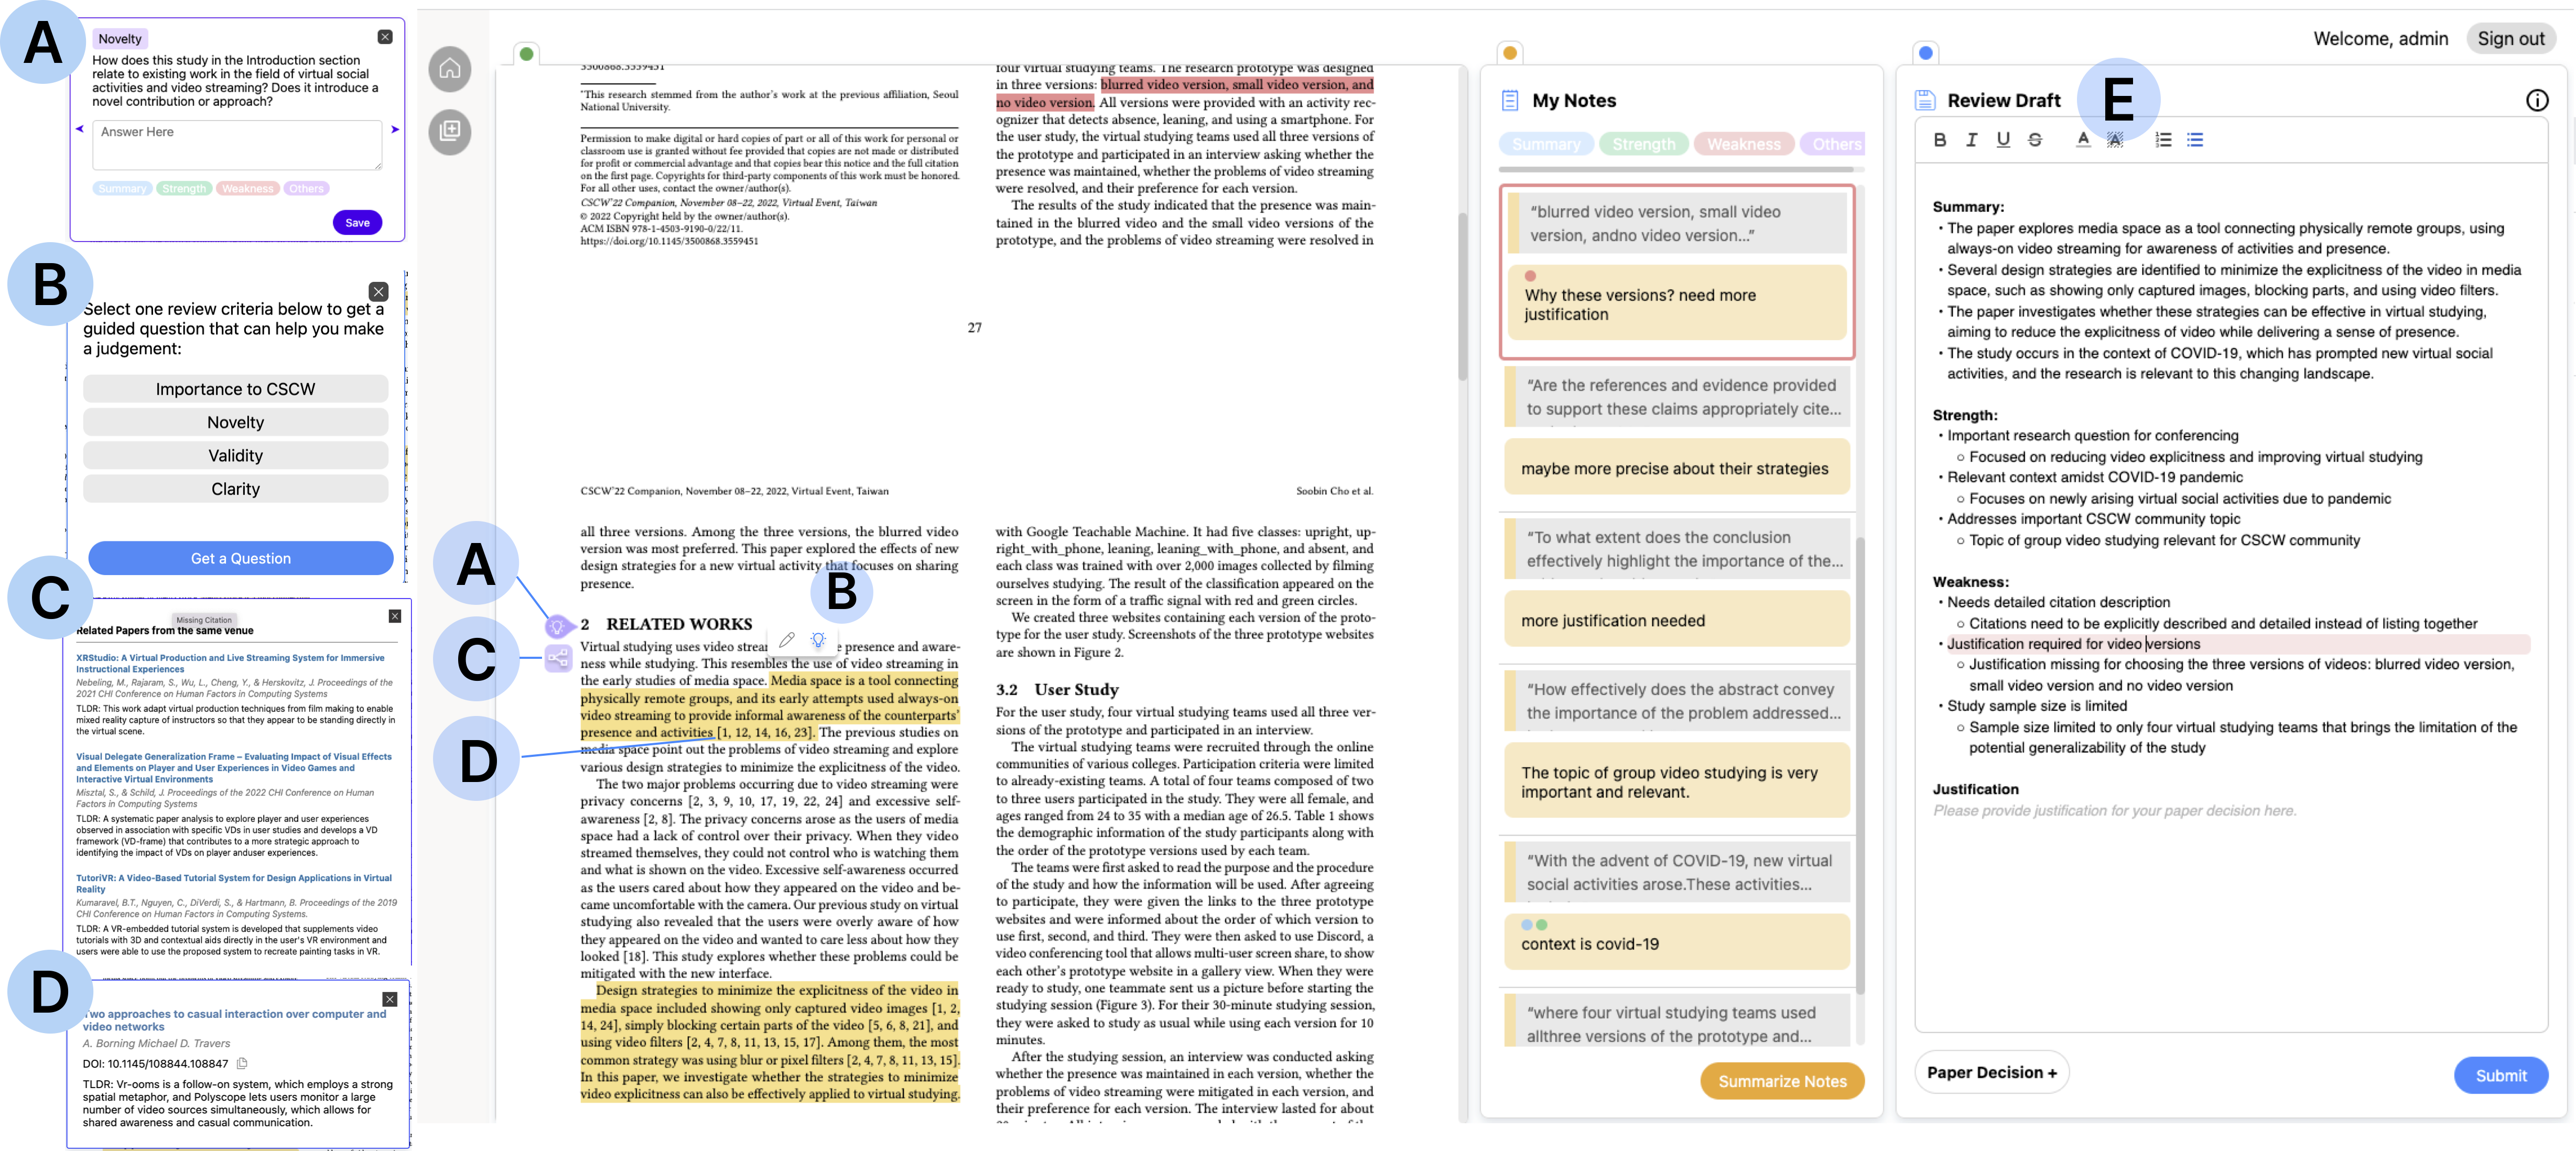 A
Novelty
How does this study in the Introduction section
relate to existing work in the field of virtual social
activities and video streaming? Does it introduce a
novel contribution or approach?
Answer Here
Summary Strength Weakness Others
Save
B
Select one review criteria below to get a
guided question that can help you make
a judgement:
Importance to CSCW
Novelty
Validity
Clarity
Get a Question
C
Missing Citation
Related Papers from the same venue
XRStudio: A Virtual Production and Live Streaming System for Immersive
Instructional Experiences
Nebeling, M., Rajaram, S., Wu, L., Cheng, Y., & Herskovitz, J. Proceedings of the
2021 CHI Conference on Human Factors in Computing Systems
TLDR: This work adapt virtual production techniques from film making to enable
mixed reality capture of instructors so that they appear to be standing directly in
the virtual scene.
Visual Delegate Generalization Frame – Evaluating Impact of Visual Effects
and Elements on Player and User Experiences in Video Games and
Interactive Virtual Environments
Misztal, S., & Schild, J. Proceedings of the 2022 CHI Conference on Human
Factors in Computing Systems
TLDR: A systematic paper analysis to explore player and user experiences
observed in association with specific VDs in user studies and develops a VD
framework (VD-frame) that contributes to a more strategic approach to
identifying the impact of VDs on player anduser experiences.
TutoriVR: A Video-Based Tutorial System for Design Applications in Virtual
Reality
Kumaravel, B.T., Nguyen, C., DiVerdi, S., & Hartmann, B. Proceedings of the 2019
CHI Conference on Human Factors in Computing Systems.
TLDR: A VR-embedded tutorial system is developed that supplements video
tutorials with 3D and contextual aids directly in the user's VR environment and
users were able to use the proposed system to recreate painting tasks in VR.
D
Two approaches to casual interaction over computer and
video networks
A. Borning Michael D. Travers
DOI: 10.1145/108844.108847
TLDR: Vr-ooms is a follow-on system, which employs a strong
spatial metaphor, and Polyscope lets users monitor a large
number of video sources simultaneously, which allows for
shared awareness and casual communication.
3500868.3559451
*This research stemmed from the author's work at the previous affiliation, Seoul
National University.
Permission to make digital or hard copies of part or all of this work for personal or
classroom use is granted without fee provided that copies are not made or distributed
for profit or commercial advantage and that copies bear this notice and the full citation
on the first page. Copyrights for third-party components of this work must be honored.
For all other uses, contact the owner/author(s).
CSCW'22 Companion, November 08–22, 2022, Virtual Event, Taiwan
© 2022 Copyright held by the owner/author(s).
ACM ISBN 978-1-4503-9190-0/22/11.
https://doi.org/10.1145/3500868.3559451
four virtual studying teams. The research prototype was designed
in three versions: blurred video version, small video version, and
no video version. All versions were provided with an activity rec-
ognizer that detects absence, leaning, and using a smartphone. For
the user study, the virtual studying teams used all three versions of
the prototype and participated in an interview asking whether the
presence was maintained, whether the problems of video streaming
were resolved, and their preference for each version.
The results of the study indicated that the presence was main-
tained in the blurred video and the small video versions of the
prototype, and the problems of video streaming were resolved in
27
CSCW'22 Companion, November 08–22, 2022, Virtual Event, Taiwan
Soobin Cho et al.
all three versions. Among the three versions, the blurred video
version was most preferred. This paper explored the effects of new
design strategies for a new virtual activity that focuses on sharing
presence.
A
B
C
D
2 RELATED WORKS
Virtual studying uses video strea e presence and aware-
ness while studying. This resembles the use of video streaming in
the early studies of media space. Media space is a tool connecting
physically remote groups, and its early attempts used always-on
video streaming to provide informal awareness of the counterparts'
presence and activities [1, 12, 14, 16, 23]. The previous studies on
media space point out the problems of video streaming and explore
various design strategies to minimize the explicitness of the video.
The two major problems occurring due to video streaming were
privacy concerns [2, 3, 9, 10, 17, 19, 22, 24] and excessive self-
awareness [2, 8]. The privacy concerns arose as the users of media
space had a lack of control over their privacy. When they video
streamed themselves, they could not control who is watching them
and what is shown on the video. Excessive self-awareness occurred
as the users cared about how they appeared on the video and be-
came uncomfortable with the camera. Our previous study on virtual
studying also revealed that the users were overly aware of how
they appeared on the video and wanted to care less about how they
looked [18]. This study explores whether these problems could be
mitigated with the new interface.
Design strategies to minimize the explicitness of the video in
media space included showing only captured video images [1, 2,
14, 24], simply blocking certain parts of the video [5, 6, 8, 21], and
using video filters [2, 4, 7, 8, 11, 13, 15, 17]. Among them, the most
common strategy was using blur or pixel filters [2, 4, 7, 8, 11, 13, 15].
In this paper, we investigate whether the strategies to minimize
video explicitness can also be effectively applied to virtual studying.
with Google Teachable Machine. It had five classes: upright, up-
right_with_phone, leaning, leaning_with_phone, and absent, and
each class was trained with over 2,000 images collected by filming
ourselves studying. The result of the classification appeared on the
screen in the form of a traffic signal with red and green circles.
We created three websites containing each version of the proto-
type for the user study. Screenshots of the three prototype websites
are shown in Figure 2.
3.2 User Study
For the user study, four virtual studying teams used all three ver-
sions of the prototype and participated in an interview.
The virtual studying teams were recruited through the online
communities of various colleges. Participation criteria were limited
to already-existing teams. A total of four teams composed of two
to three users participated in the study. They were all female, and
ages ranged from 24 to 35 with a median age of 26.5. Table 1 shows
the demographic information of the study participants along with
the order of the prototype versions used by each team.
The teams were first asked to read the purpose and the procedure
of the study and how the information will be used. After agreeing
to participate, they were given the links to the three prototype
websites and were informed about the order of which version to
use first, second, and third. They were then asked to use Discord, a
video conferencing tool that allows multi-user screen share, to show
each other's prototype website in a gallery view. When they were
ready to study, one teammate sent us a picture before starting the
studying session (Figure 3). For their 30-minute studying session,
they were asked to study as usual while using each version for 10
minutes.
After the studying session, an interview was conducted asking
whether the presence was maintained in each version, whether the
problems of video streaming were mitigated in each version, and
their preference for each version. The interview lasted for about
My Notes
Summary Strength Weakness Others
“blurred video version, small video
version, andno video version...”
Why these versions? need more
justification
“Are the references and evidence provided
to support these claims appropriately cite...
maybe more precise about their strategies
“To what extent does the conclusion
effectively highlight the importance of the...
more justification needed
“How effectively does the abstract convey
the importance of the problem addressed...
The topic of group video studying is very
important and relevant.
“With the advent of COVID-19, new virtual
social activities arose.These activities...
context is covid-19
“where four virtual studying teams used
allthree versions of the prototype and...
Summarize Notes
Welcome, admin Sign out
Review Draft
E
B I U S A A
Summary:
• The paper explores media space as a tool connecting physically remote groups, using
always-on video streaming for awareness of activities and presence.
• Several design strategies are identified to minimize the explicitness of the video in media
space, such as showing only captured images, blocking parts, and using video filters.
• The paper investigates whether these strategies can be effective in virtual studying,
aiming to reduce the explicitness of video while delivering a sense of presence.
• The study occurs in the context of COVID-19, which has prompted new virtual social
activities, and the research is relevant to this changing landscape.
Strength:
• Important research question for conferencing
○ Focused on reducing video explicitness and improving virtual studying
• Relevant context amidst COVID-19 pandemic
○ Focuses on newly arising virtual social activities due to pandemic
• Addresses important CSCW community topic
○ Topic of group video studying relevant for CSCW community
Weakness:
• Needs detailed citation description
○ Citations need to be explicitly described and detailed instead of listing together
• Justification required for video versions
○ Justification missing for choosing the three versions of videos: blurred video version,
small video version and no video version
• Study sample size is limited
○ Sample size limited to only four virtual studying teams that brings the limitation of the
potential generalizability of the study
Justification
Please provide justification for your paper decision here.
Paper Decision +
Submit